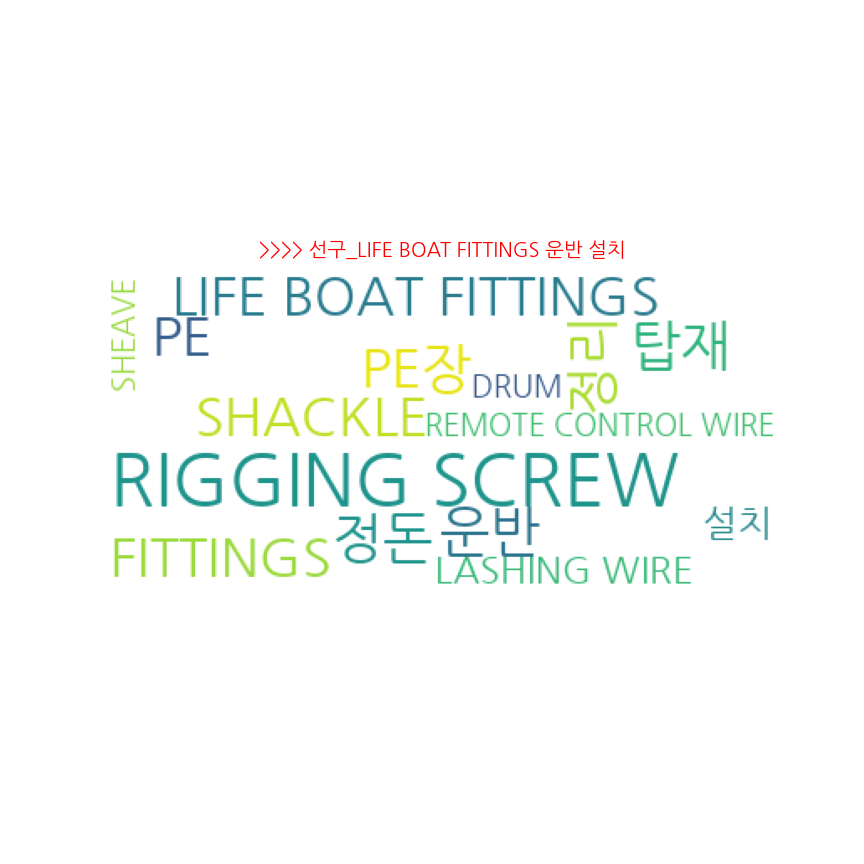 >>>> 선구_LIFE BOAT FITTINGS 운반 설치
LIFE BOAT FITTINGS
SHEAVE
PE
정리
탑재
PE장
DRUM
SHACKLE
REMOTE CONTROL WIRE
RIGGING SCREW
정돈
운반
설치
FITTINGS
LASHING WIRE